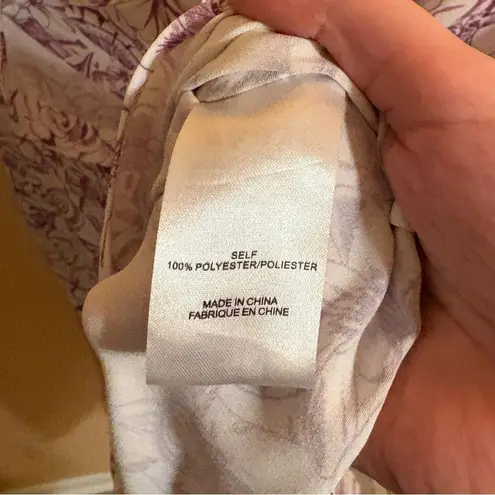 SELF
100% POLYESTER/POLIESTER
MADE IN CHINA
FABRIQUE EN CHINE